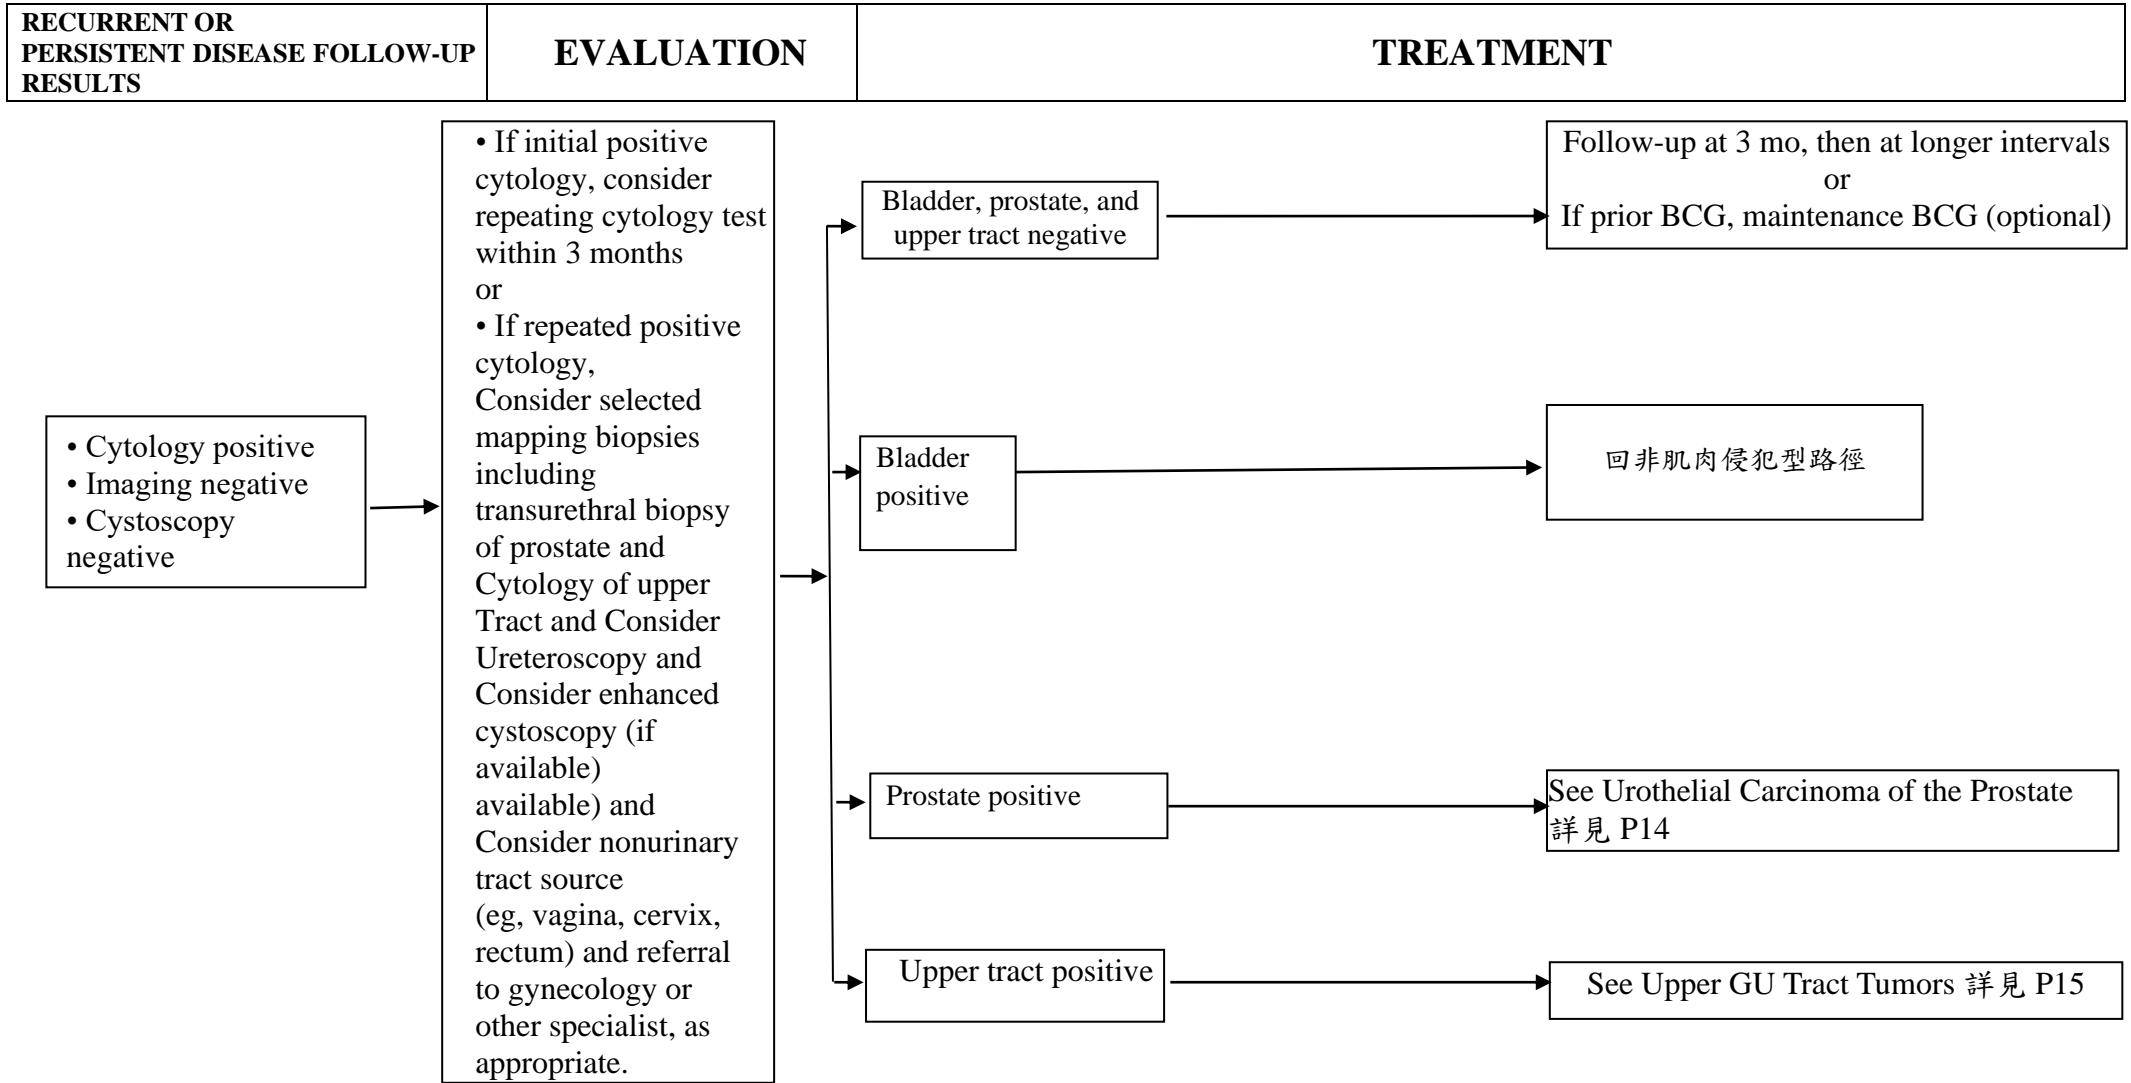 RECURRENT OR
PERSISTENT DISEASE FOLLOW-UP
RESULTS
EVALUATION
TREATMENT
• Cytology positive
• Imaging negative
• Cystoscopy
negative
• If initial positive
cytology, consider
repeating cytology test
within 3 months
or
• If repeated positive
cytology,
Consider selected
mapping biopsies
including
transurethral biopsy
of prostate and
Cytology of upper
Tract and Consider
Ureteroscopy and
Consider enhanced
cystoscopy (if
available)
available) and
Consider nonurinary
tract source
(eg, vagina, cervix,
rectum) and referral
to gynecology or
other specialist, as
appropriate.
Bladder, prostate, and
upper tract negative
Follow-up at 3 mo, then at longer intervals
or
If prior BCG, maintenance BCG (optional)
Bladder
positive
回非肌肉侵犯型路徑
Prostate positive
See Urothelial Carcinoma of the Prostate
詳見 P14
Upper tract positive
See Upper GU Tract Tumors 詳見 P15